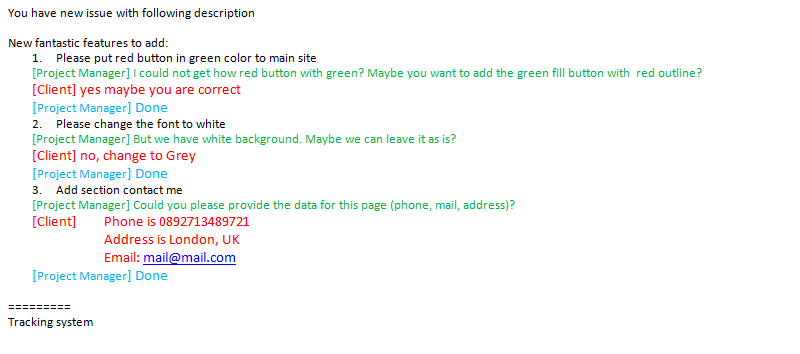 You have new issue with following description
New fantastic features to add:
1. Please put red button in green color to main site
[Project Manager] I could not get how red button with green? Maybe you want to add the green fill button with red outline?
[Client] yes maybe you are correct
[Project Manager] Done
2. Please change the font to white
[Project Manager] But we have white background. Maybe we can leave it as is?
[Client] no, change to Grey
[Project Manager] Done
3. Add section contact me
[Project Manager] Could you please provide the data for this page (phone, mail, address)?
[Client] Phone is 0892713489721
Address is London, UK
Email: mail@mail.com
[Project Manager] Done
=========
Tracking system